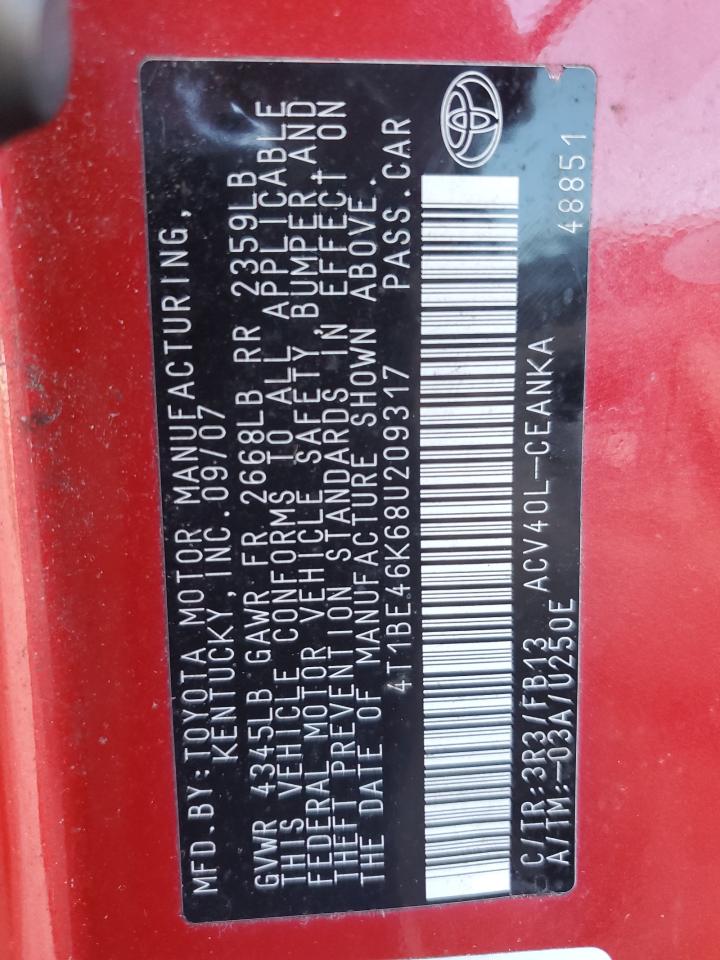 MFD.BY:TOYOTA MOTOR MANUFACTURING,
KENTUCKY, INC.09/07
GVWR 4345LB GAWR FR 2668LB RR 2359LB
THIS VEHICLE CONFORMS TO ALL APPLICABLE
FEDERAL MOTOR VEHICLE SAFETY,BUMPER,AND
THEFT PREVENTION STANDARDS IN EFFECT ON
THE DATE OF MANUFACTURE SHOWN ABOVE.
4T1BE46K68U209317 PASS.CAR
C/TR:3R3/FB13 ACV40L-CEANKA
A/TM:-03A/U250E
48851